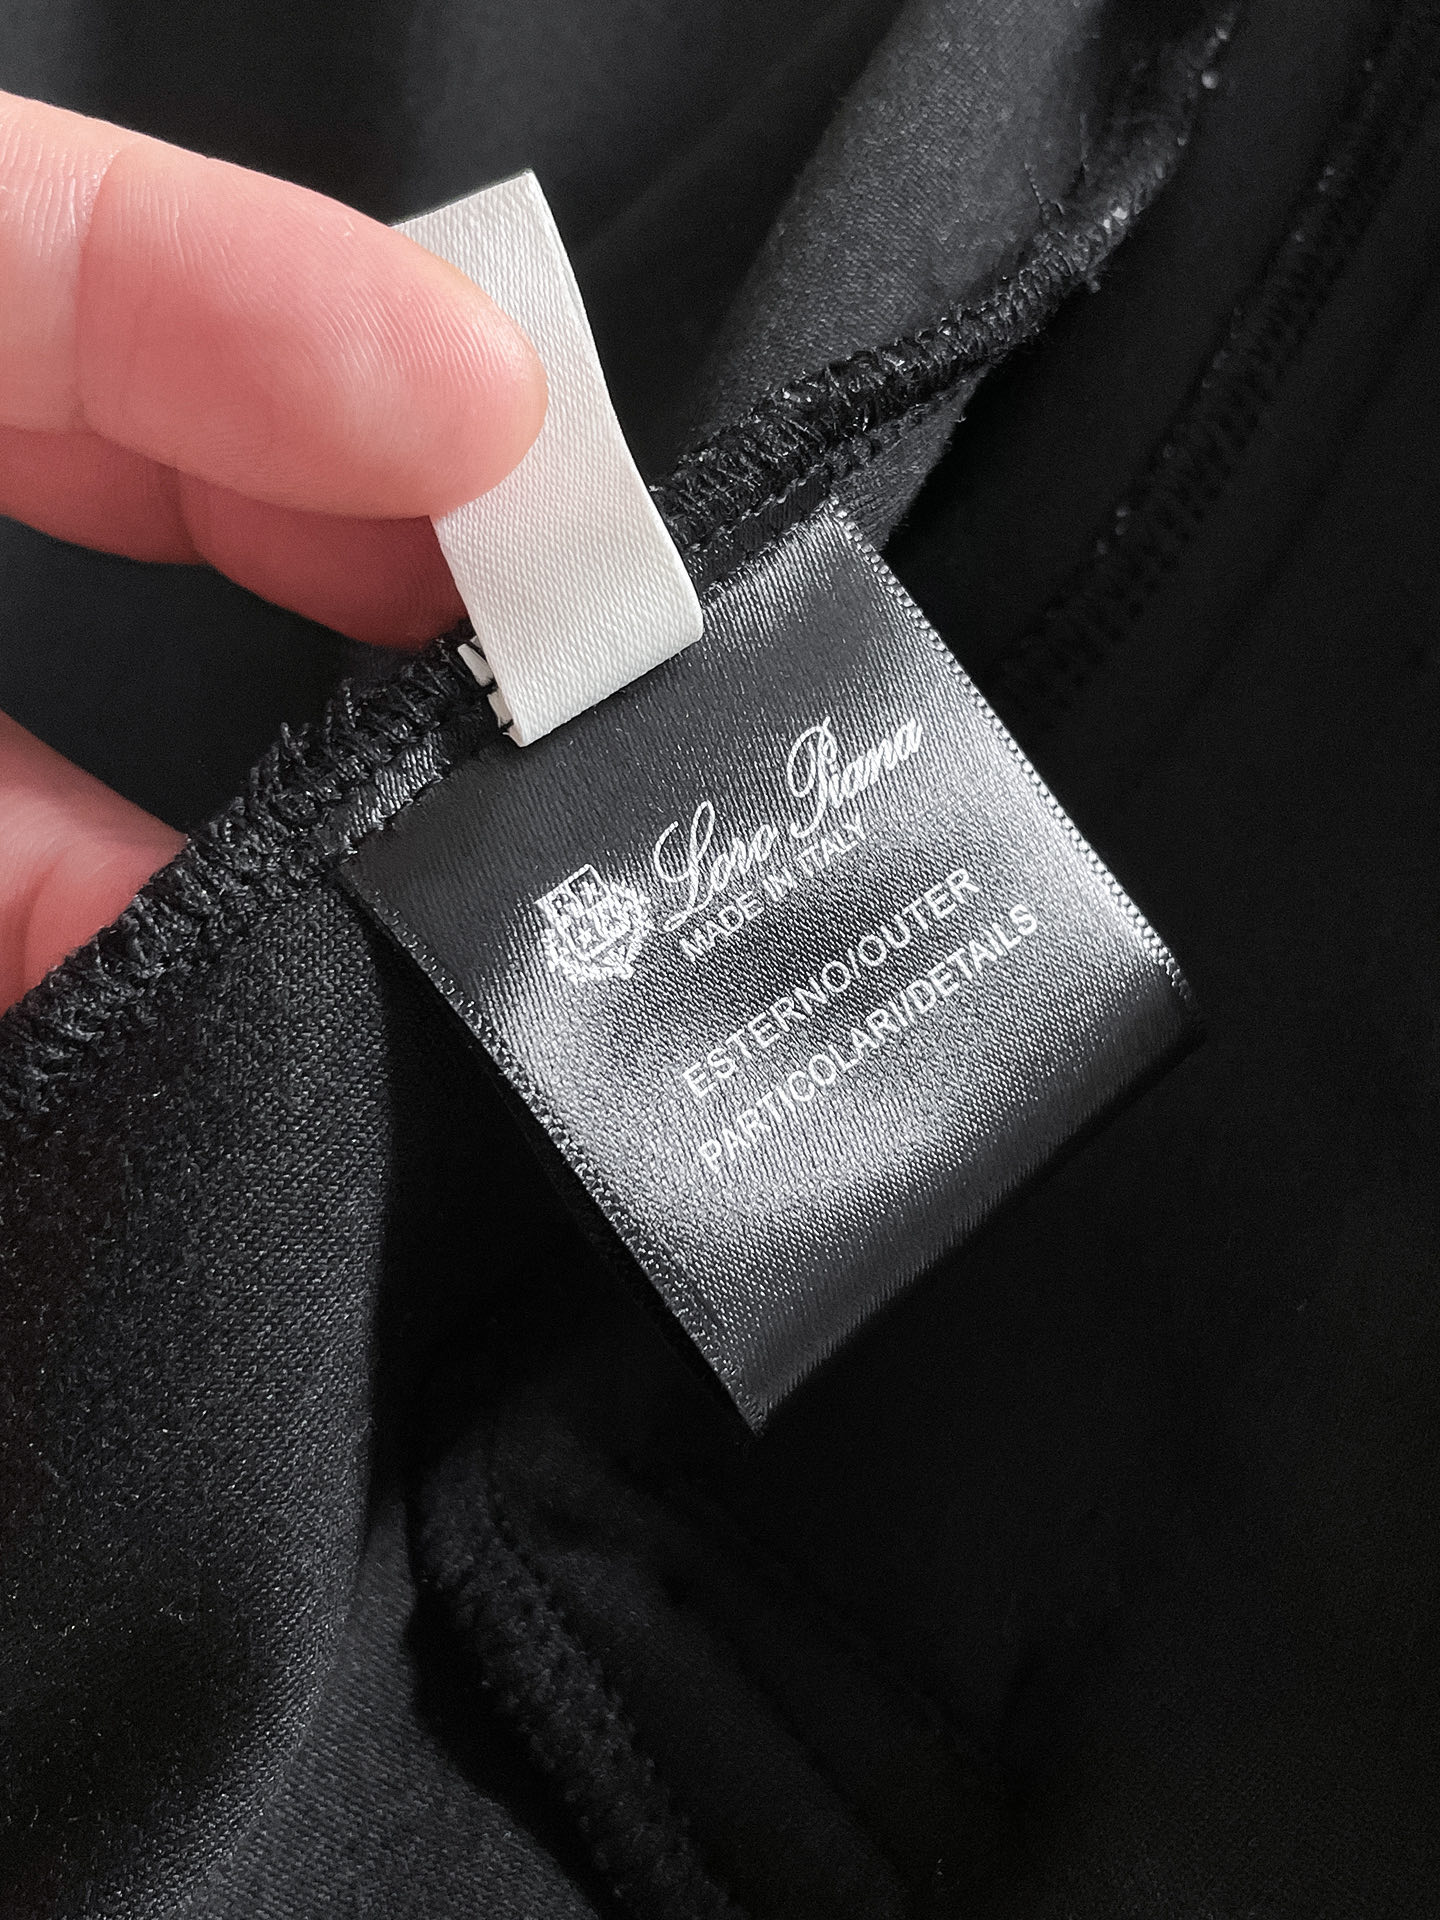 Loro Piana
MADE IN ITALY
ESTERNO/OUTER
PARTICOLARI/DETAILS